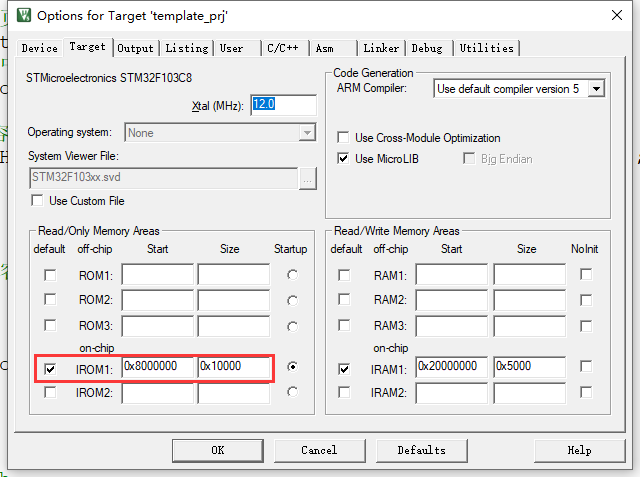 Options for Target 'template_prj'
Device Target Output Listing User C/C++ Asm Linker Debug Utilities
STMicroelectronics STM32F103C8
Xtal (MHz): 12.0
Operating system: None
System Viewer File:
STM32F103xx.svd ...
Use Custom File
Code Generation
ARM Compiler: Use default compiler version 5
Use Cross-Module Optimization
Use MicroLIB Big Endian
Read/Only Memory Areas
default off-chip Start Size Startup
ROM1:
ROM2:
ROM3:
on-chip
IROM1: 0x8000000 0x10000
IROM2:
Read/Write Memory Areas
default off-chip Start Size NoInit
RAM1:
RAM2:
RAM3:
on-chip
IRAM1: 0x20000000 0x5000
IRAM2:
OK Cancel Defaults Help